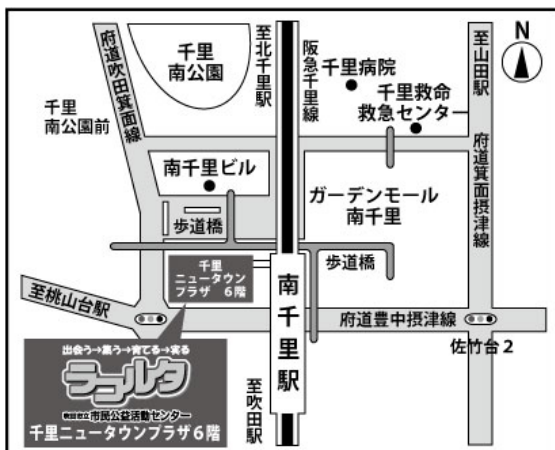 府道吹田箕面線
千里
南公園
至北千里駅
阪急千里線
千里病院
千里救命
救急センター
至山田駅
N
千里
南公園前
南千里ビル
ガーデンモール
南千里
府道箕面摂津線
歩道橋
歩道橋
千里
ニュータウン
プラザ 6階
至桃山台駅
南千里駅
府道豊中摂津線
佐竹台2
出会う→集う→育てる→実る
ラコルタ
吹田市立市民公益活動センター
千里ニュータウンプラザ6階
至吹田駅